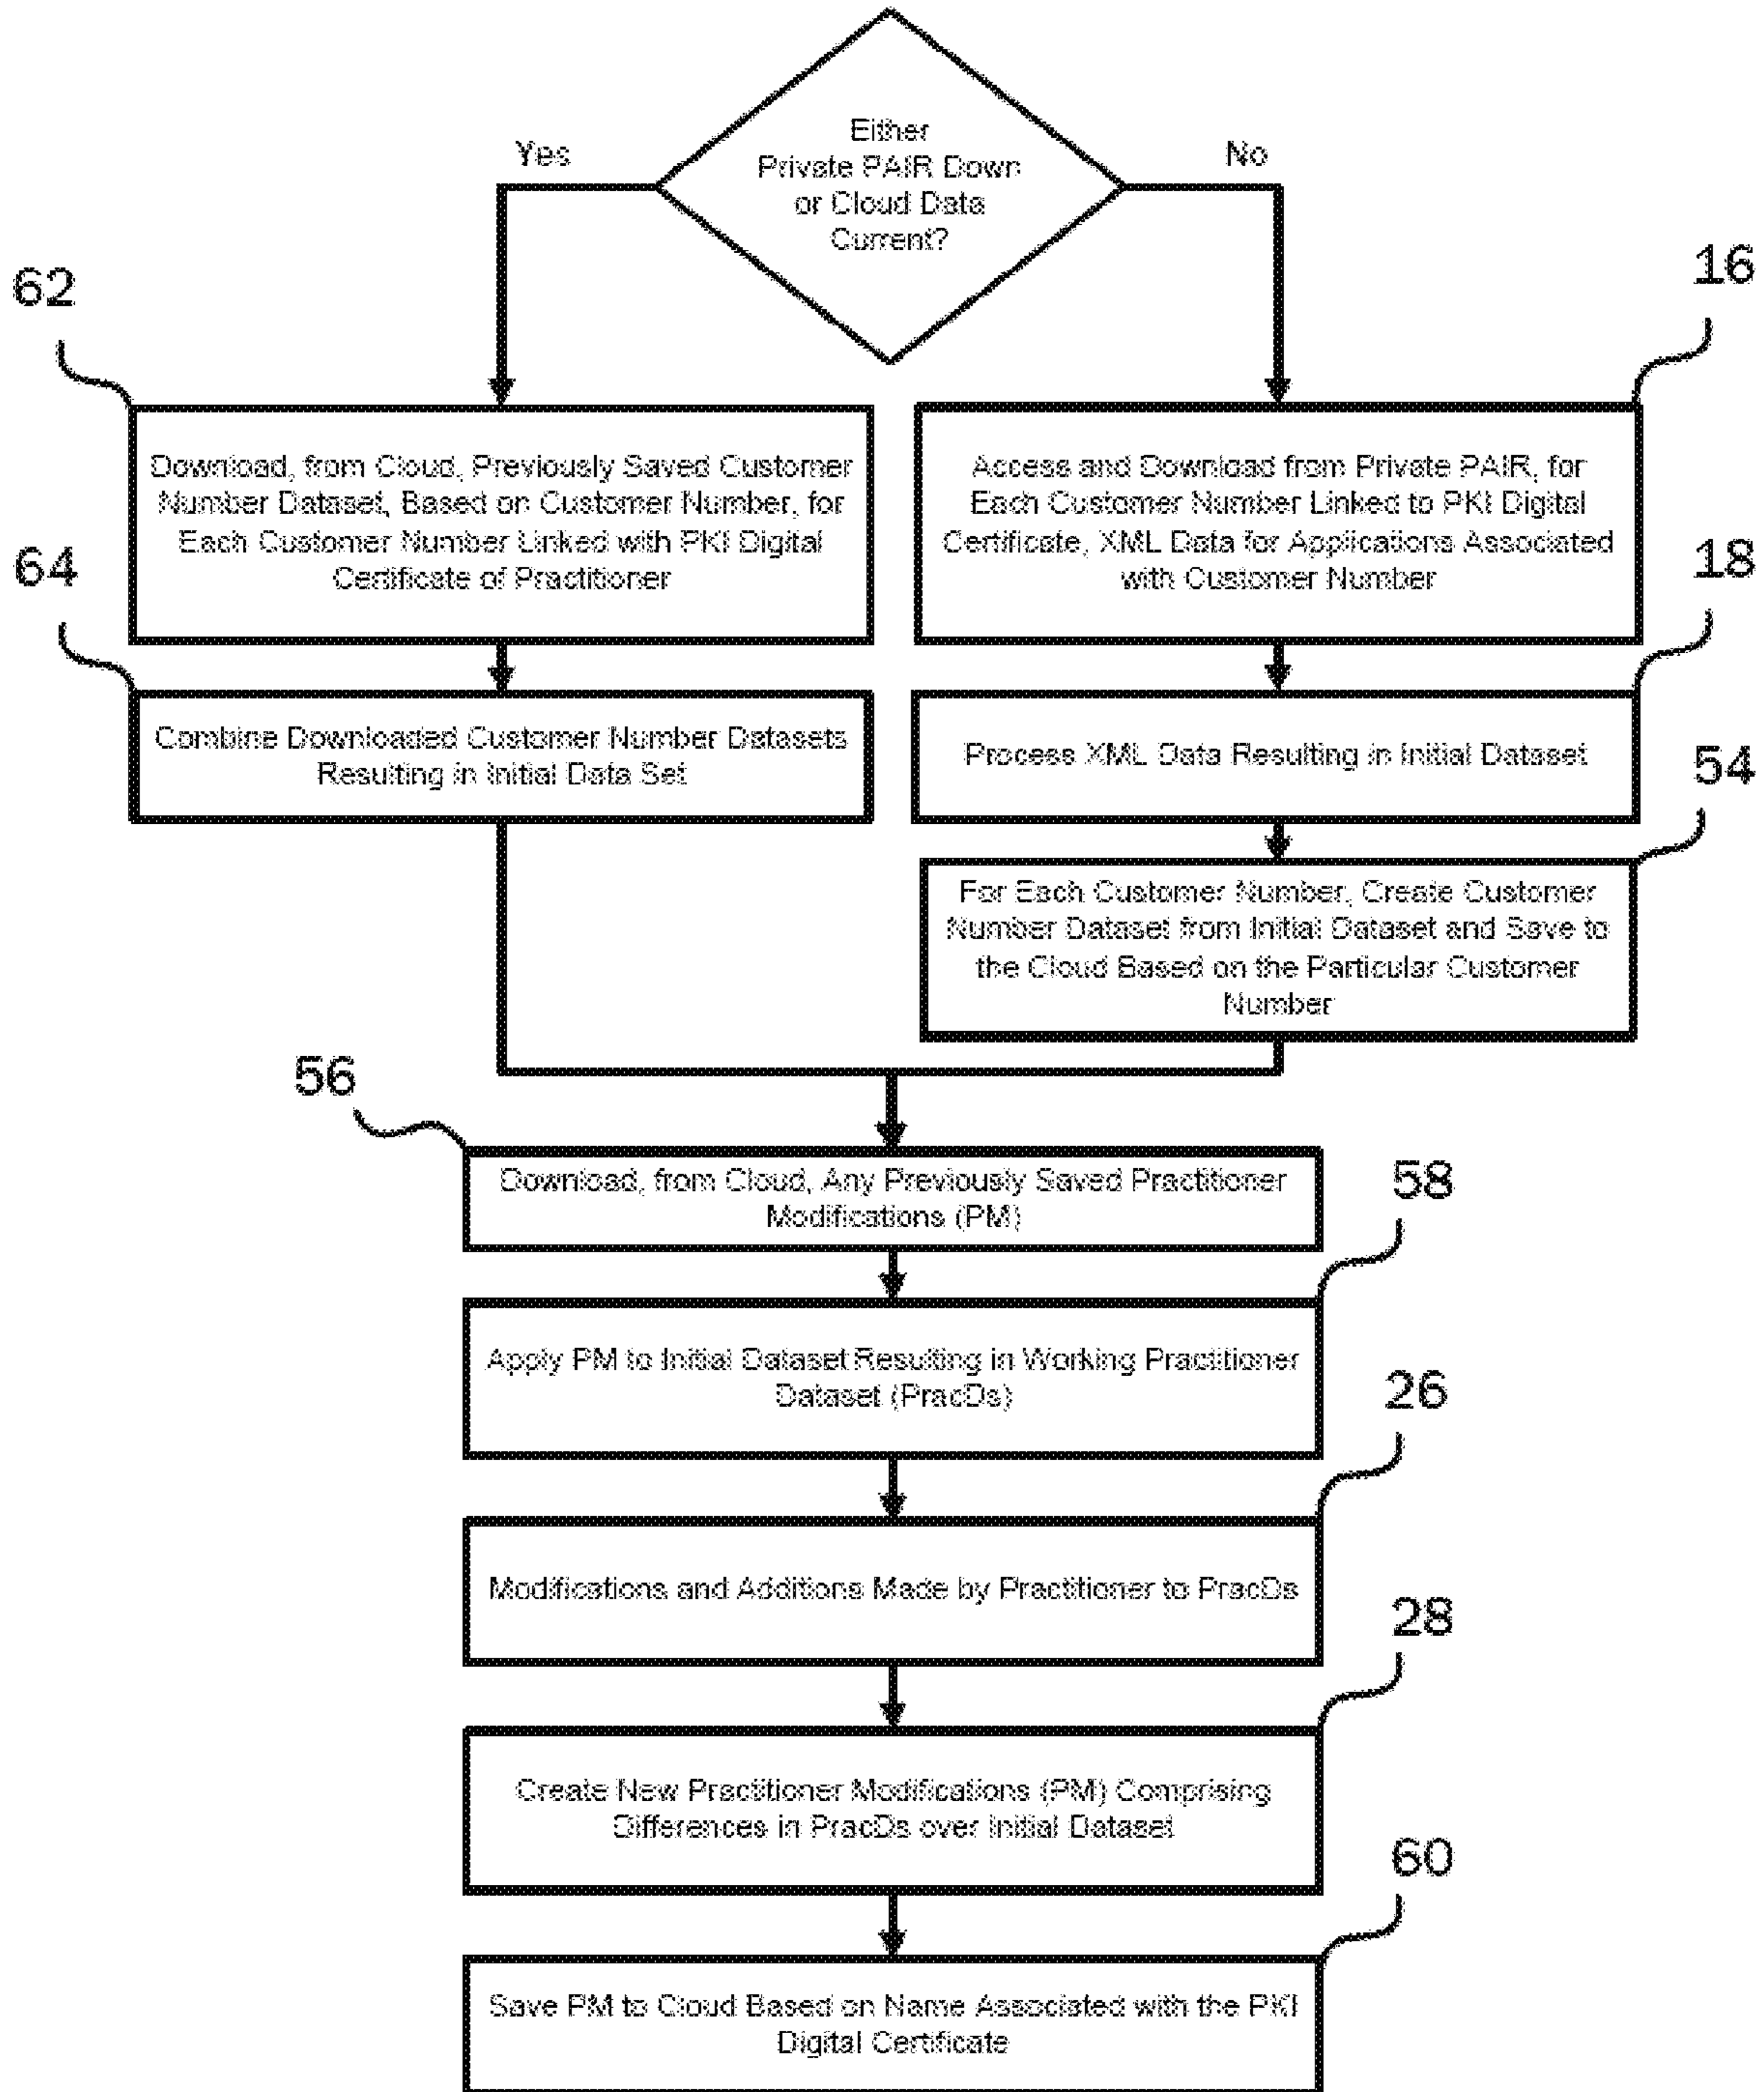 Either
Private PAIR Down
or Cloud Data
Current?
Yes
No
62
16
Download, from Cloud, Previously Saved Customer
Number Dataset, Based on Customer Number, for
Each Customer Number Linked with PKI Digital
Certificate of Practitioner
Access and Download from Private PAIR, for
Each Customer Number Linked to PKI Digital
Certificate, XML Data for Applications Associated
with Customer Number
64
18
Combine Downloaded Customer Number Datasets
Resulting in Initial Data Set
Process XML Data Resulting in Initial Dataset
54
For Each Customer Number, Create Customer
Number Dataset from Initial Dataset and Save to
the Cloud Based on the Particular Customer
Number
56
Download, from Cloud, Any Previously Saved Practitioner
Modifications (PM)
58
Apply PM to Initial Dataset Resulting in Working Practitioner
Dataset (PracDs)
26
Modifications and Additions Made by Practitioner to PracDs
28
Create New Practitioner Modifications (PM) Comprising
Differences in PracDs over Initial Dataset
60
Save PM to Cloud Based on Name Associated with the PKI
Digital Certificate